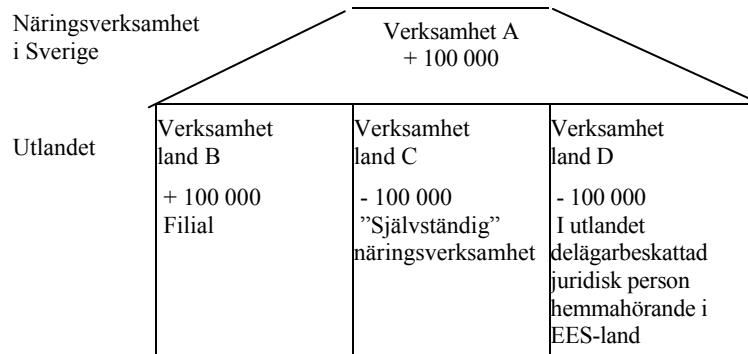 Näringsverksamhet
i Sverige
Verksamhet A
+ 100 000
Utlandet
Verksamhet
land B
+ 100 000
Filial
Verksamhet
land C
- 100 000
”Självständig”
näringsverksamhet
Verksamhet
land D
- 100 000
I utlandet
delägarbeskattad
juridisk person
hemmahörande i
EES-land